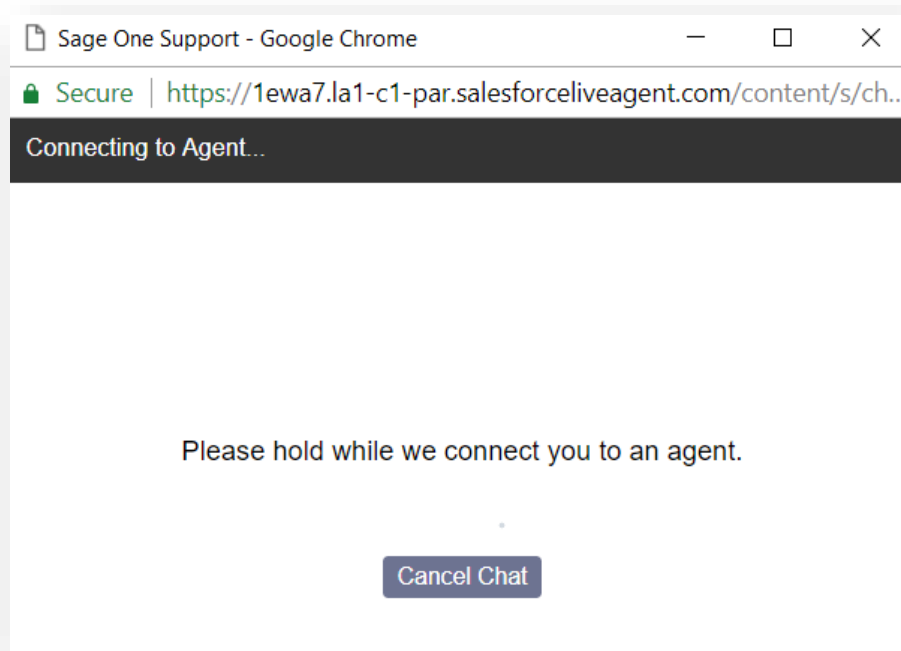 Sage One Support - Google Chrome
Secure | https://1ewa7.la1-c1-par.salesforceliveagent.com/content/s/ch..
Connecting to Agent...
Please hold while we connect you to an agent.
Cancel Chat